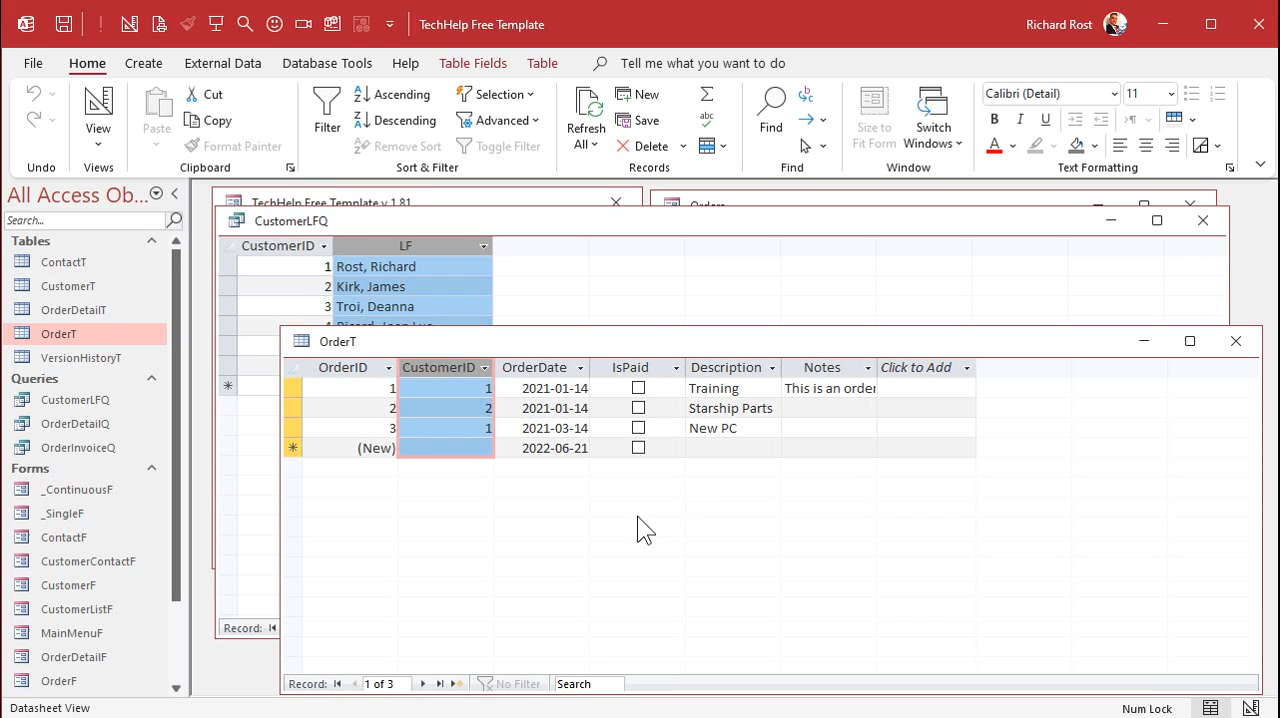 TechHelp Free Template
Richard Rost
File Home Create External Data Database Tools Help Table Fields Table Tell me what you want to do
Undo
View
Views
Paste
Cut
Copy
Format Painter
Clipboard
Filter
Ascending
Descending
Remove Sort
Selection
Advanced
Toggle Filter
Sort & Filter
Refresh
All
New
Save
Delete
Records
Find
Find
Size to
Fit Form
Switch
Windows
Window
Calibri (Detail) 11
B I U
A
Text Formatting
All Access Ob...
Search...
Tables
ContactT
CustomerT
OrderDetailT
OrderT
VersionHistoryT
Queries
CustomerLFQ
OrderDetailQ
OrderInvoiceQ
Forms
_ContinuousF
_SingleF
ContactF
CustomerContactF
CustomerF
CustomerListF
MainMenuF
OrderDetailF
OrderF
TechHelp Free Template v 1.81
Orders
CustomerLFQ
CustomerID LF
1 Rost, Richard
2 Kirk, James
3 Troi, Deanna
Record:
OrderT
OrderID CustomerID OrderDate IsPaid Description Notes Click to Add
1 1 2021-01-14 Training This is an order
2 2 2021-01-14 Starship Parts
3 1 2021-03-14 New PC
(New) 2022-06-21
Record: 1 of 3 No Filter Search
Datasheet View
Num Lock